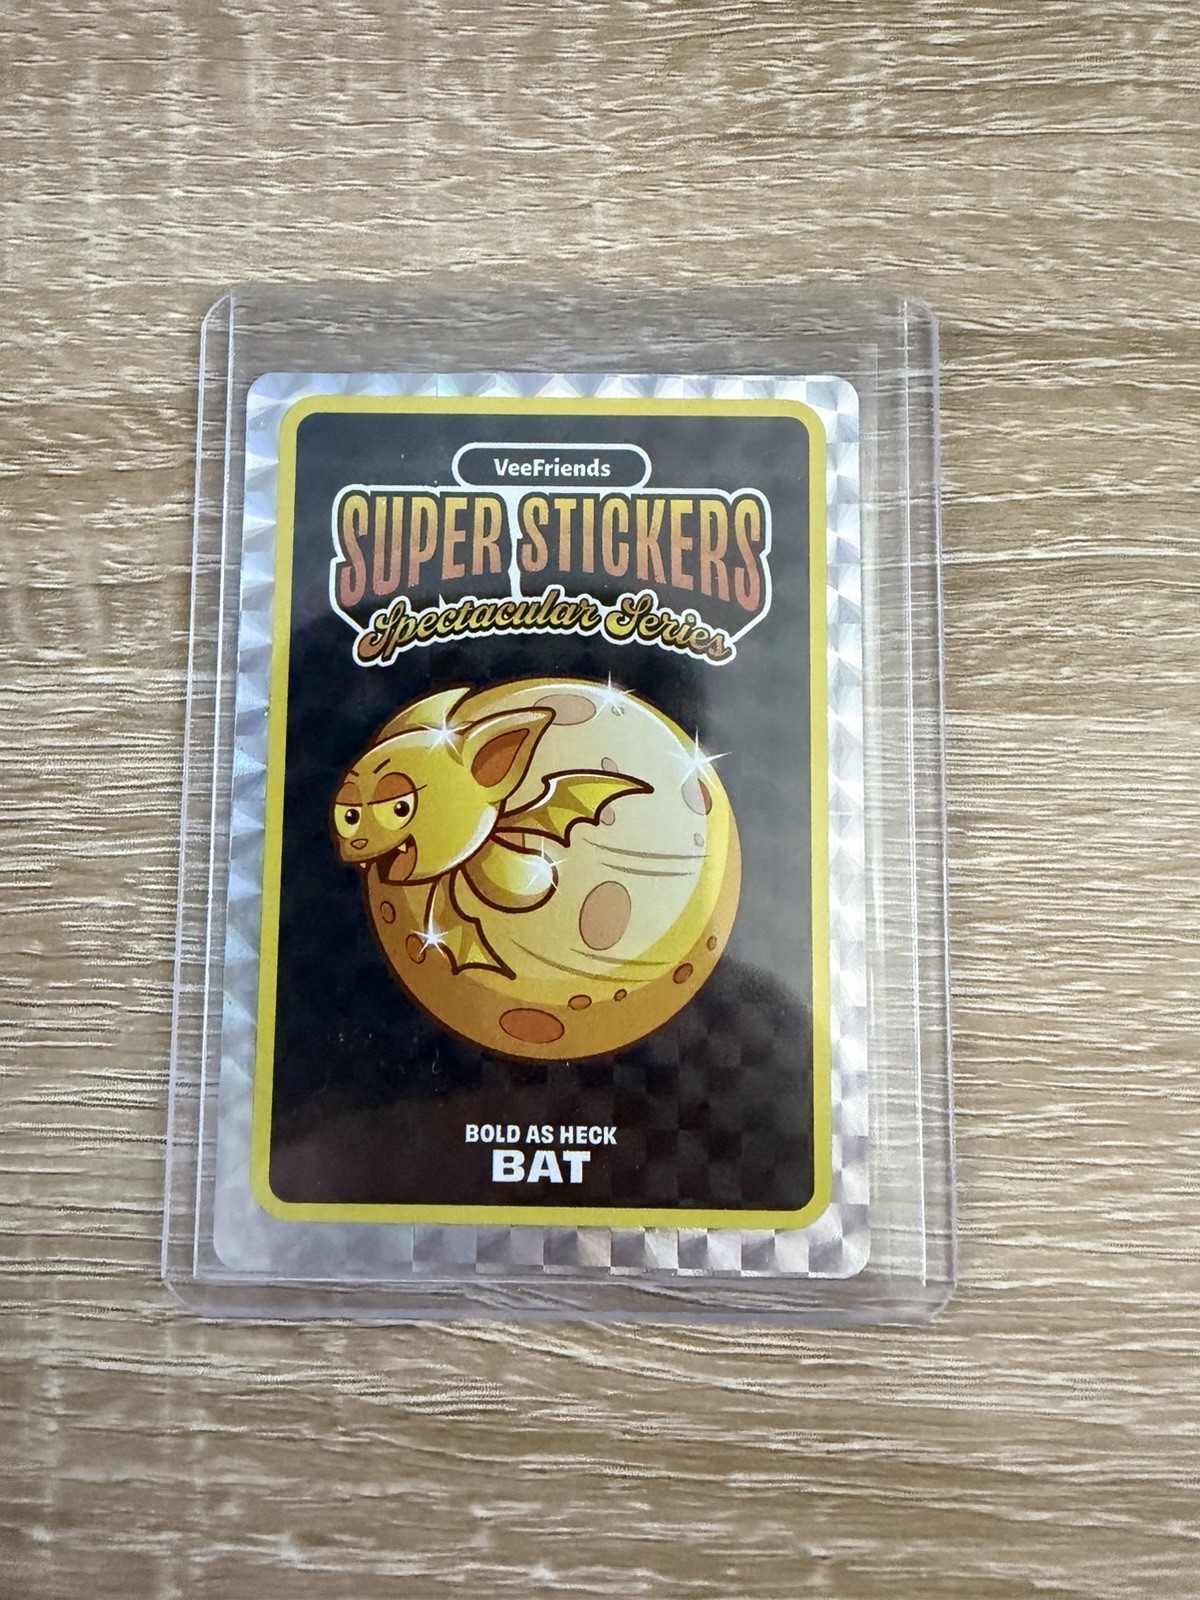 VeeFriends
SUPER STICKERS
Spectacular Series
BOLD AS HECK
BAT